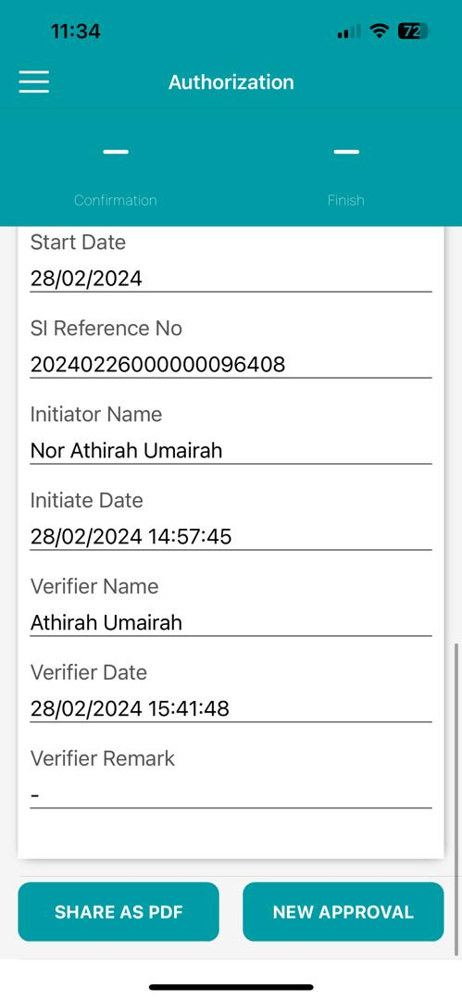 11:34
72
Authorization
Confirmation
Finish
Start Date
28/02/2024
SI Reference No
20240226000000096408
Initiator Name
Nor Athirah Umairah
Initiate Date
28/02/2024 14:57:45
Verifier Name
Athirah Umairah
Verifier Date
28/02/2024 15:41:48
Verifier Remark
-
SHARE AS PDF
NEW APPROVAL